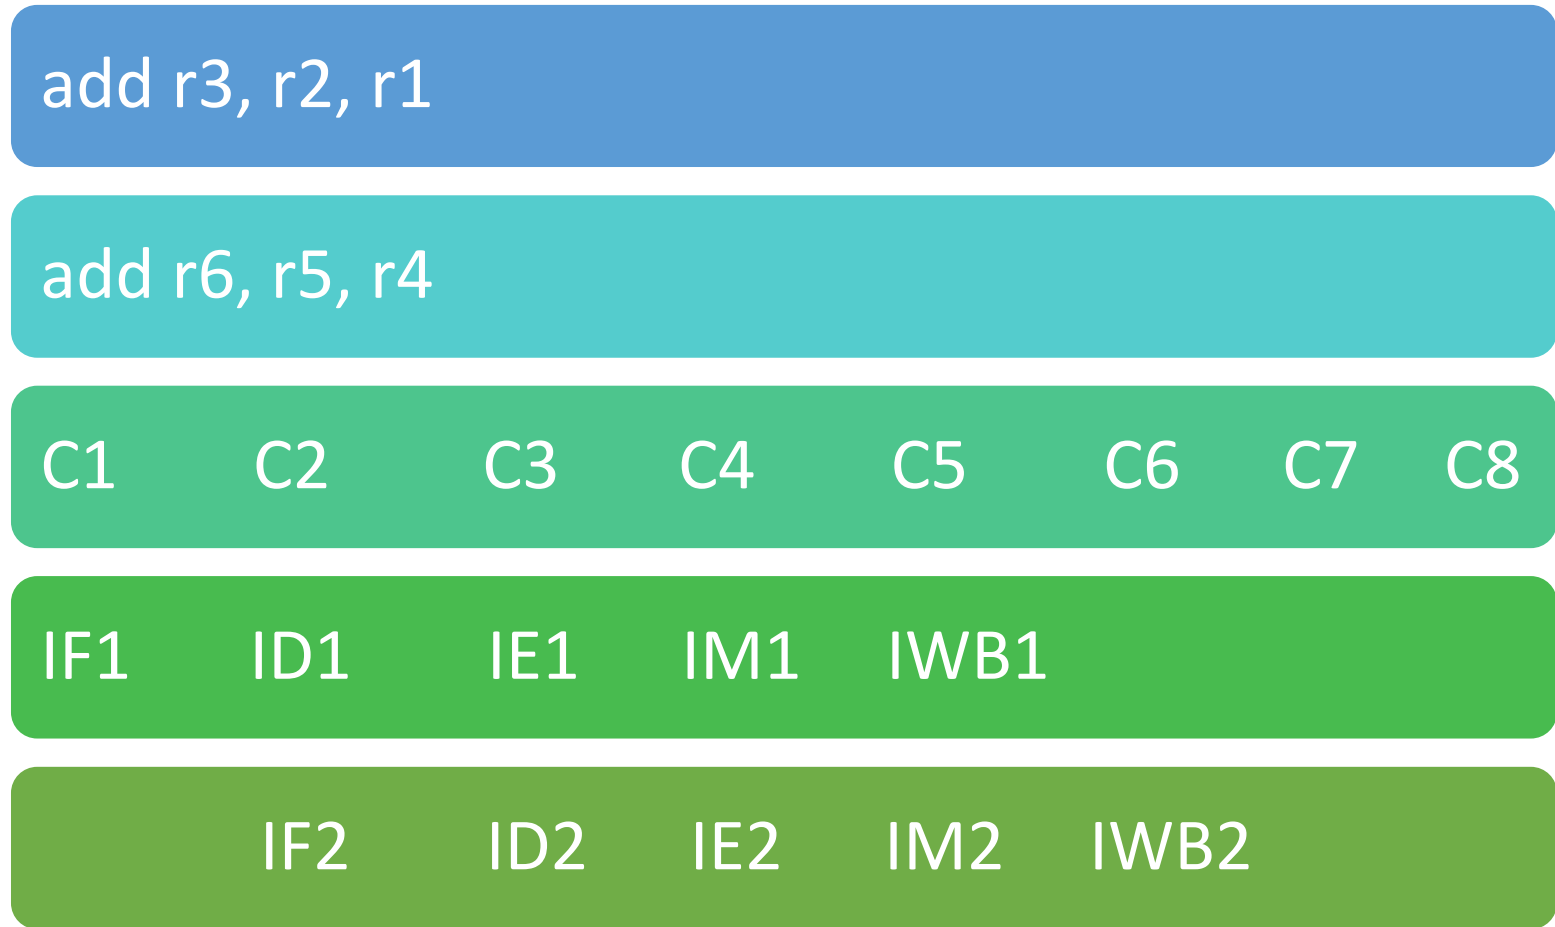 add r3, r2, r1
add r6, r5, r4
C1 C2 C3 C4 C5 C6 C7 C8
IF1 ID1 IE1 IM1 IWB1
IF2 ID2 IE2 IM2 IWB2